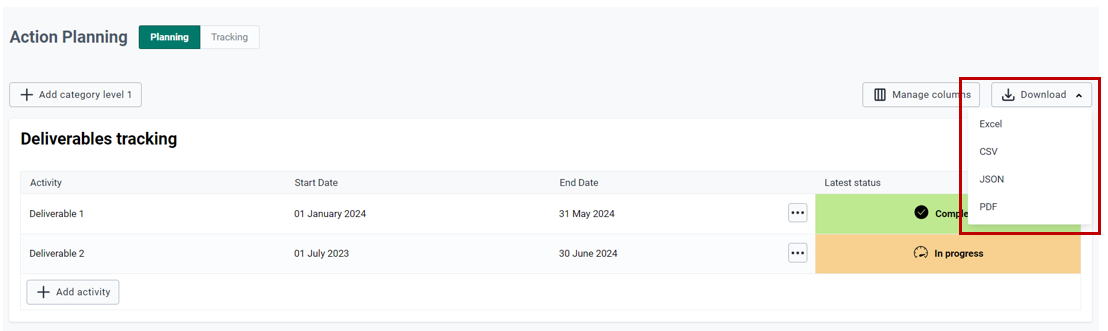 Action Planning Planning Tracking
Add category level 1 Manage columns Download
Excel
CSV
JSON
PDF
Deliverables tracking
Activity Start Date End Date Latest status
Deliverable 1 01 January 2024 31 May 2024
Deliverable 2 01 July 2023 30 June 2024 In progress
Add activity